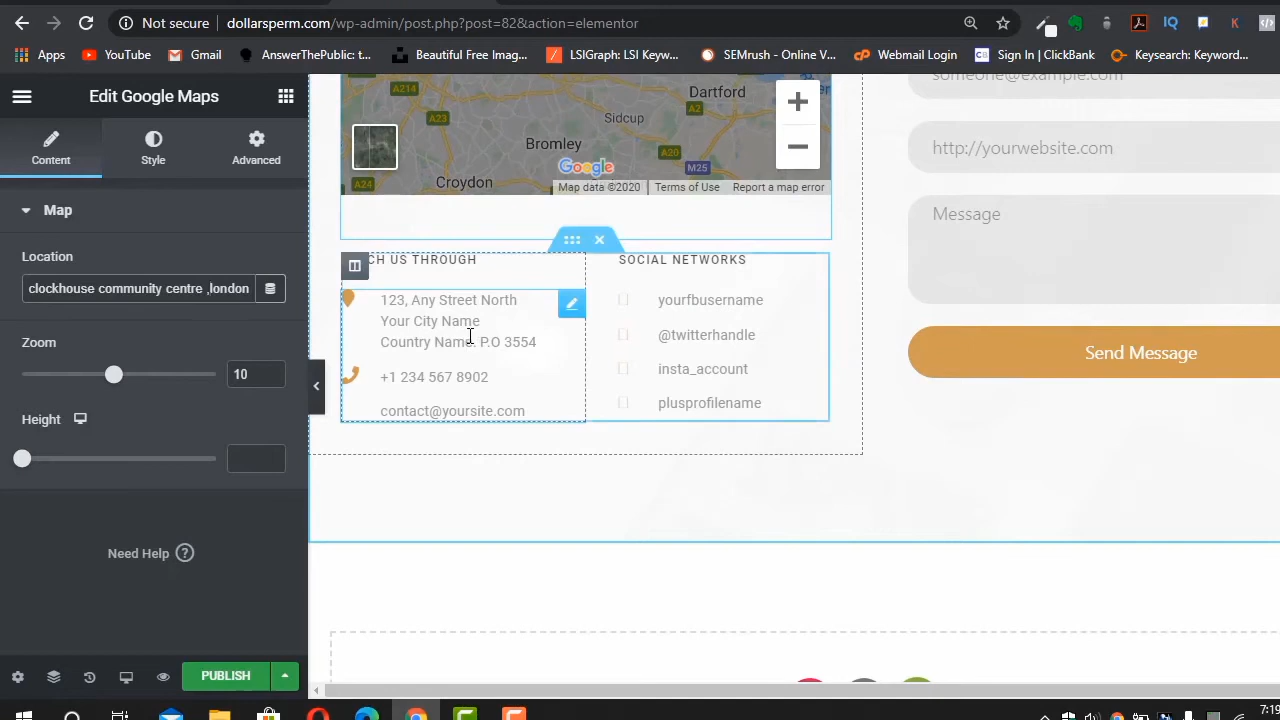 Not secure dollarsperm.com/wp-admin/post.php?post=82&action=elementor
Apps YouTube Gmail AnswerThePublic: t... Beautiful Free Imag... LSIGraph: LSI Keyw... SEMrush - Online V... Webmail Login Sign In | ClickBank Keysearch: Keyword...
Edit Google Maps
Content Style Advanced
Map
Location
clockhouse community centre ,london
Zoom
10
Height
Need Help ?
PUBLISH
A214
Dartford
A2
A23
Sidcup
Bromley
A20
M25
Google
Croydon
A24
Map data ©2020 Terms of Use Report a map error
CH US THROUGH
123, Any Street North
Your City Name
Country Name. P.O 3554
+1 234 567 8902
contact@yoursite.com
SOCIAL NETWORKS
yourfbusername
@twitterhandle
insta_account
plusprofilename
someone@example.com
http://yourwebsite.com
Message
Send Message
7:19